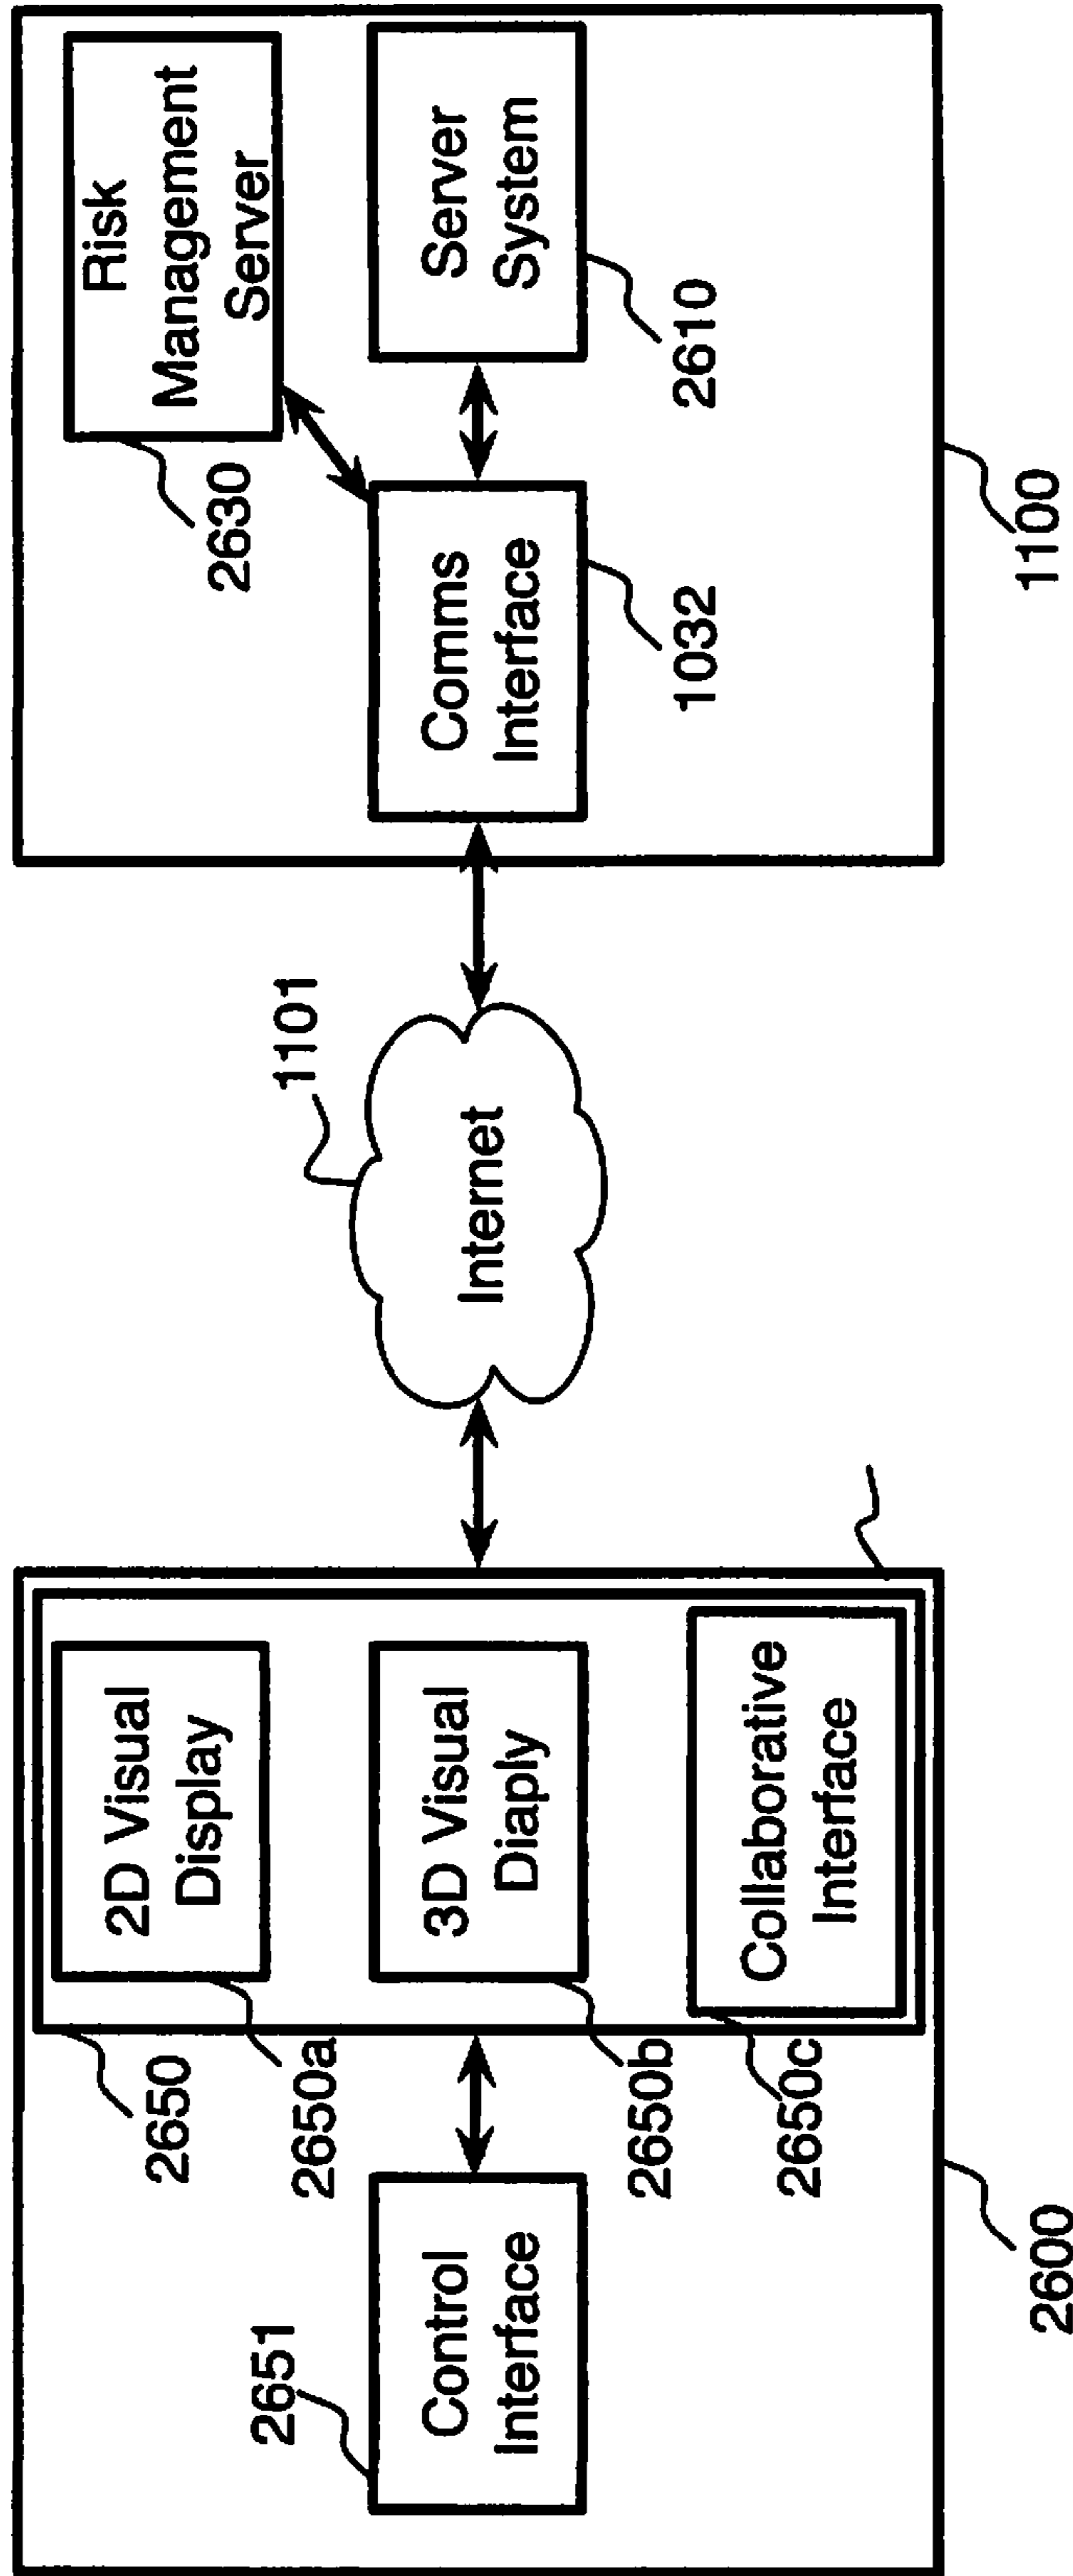 2651
Control
Interface
2650
2650a
2650b
2650c
2D Visual
Display
3D Visual
Diaply
Collaborative
Interface
2600
1101
Internet
2630
Risk
Management
Server
Comms
Interface
1032
Server
System
2610
1100